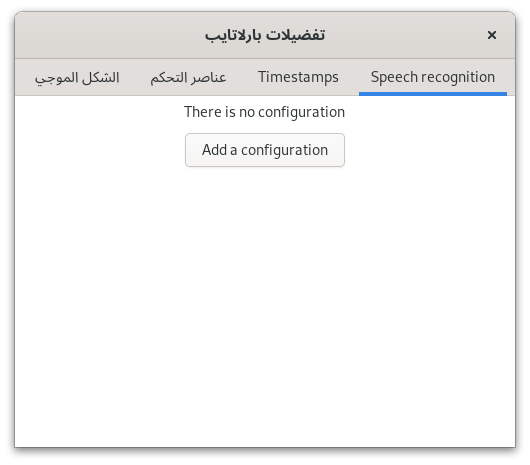 تفضيلات بارلاتايب
الشكل الموجي
عناصر التحكم
Timestamps
Speech recognition
There is no configuration
Add a configuration